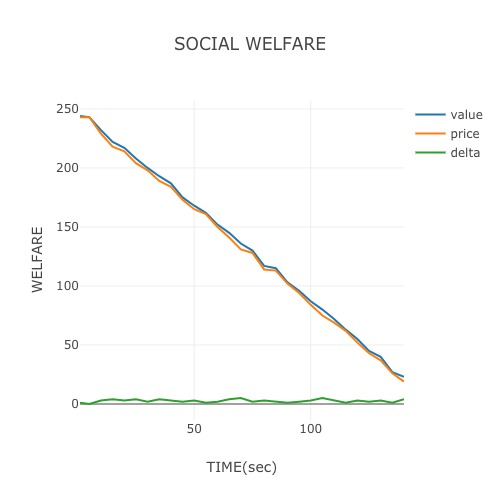 SOCIAL WELFARE
value
price
delta
250
200
150
100
50
0
WELFARE
50
100
TIME(sec)